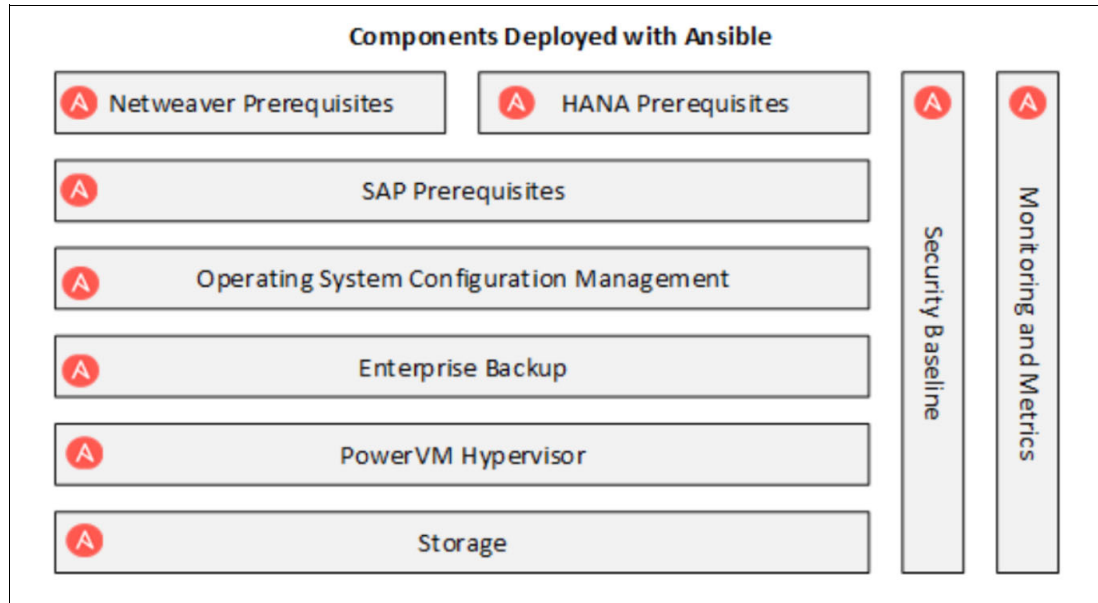 Components Deployed with Ansible
Netweaver Prerequisites
HANA Prerequisites
SAP Prerequisites
Operating System Configuration Management
Enterprise Backup
PowerVM Hypervisor
Storage
Security Baseline
Monitoring and Metrics